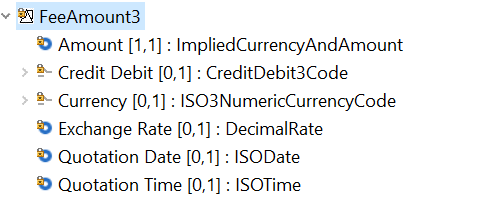 FeeAmount3
Amount [1,1] : ImpliedCurrencyAndAmount
Credit Debit [0,1] : CreditDebit3Code
Currency [0,1] : ISO3NumericCurrencyCode
Exchange Rate [0,1] : DecimalRate
Quotation Date [0,1] : ISODate
Quotation Time [0,1] : ISOTime